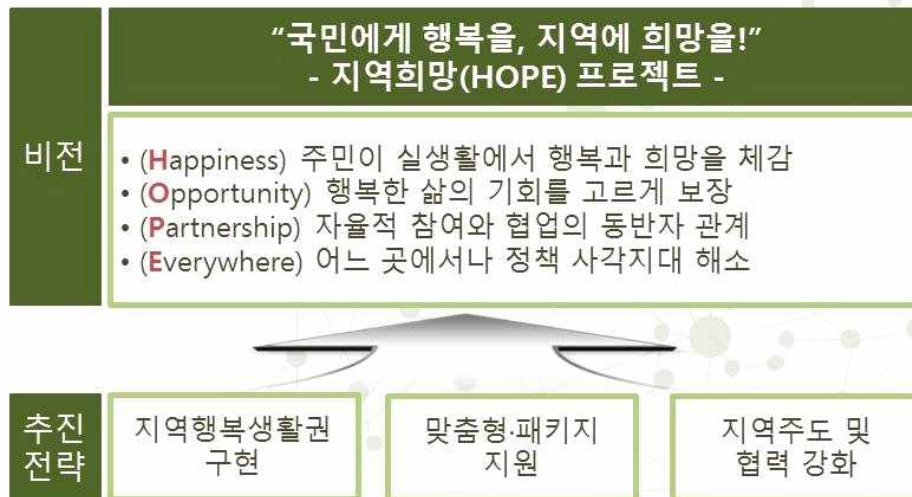 “국민에게 행복을, 지역에 희망을!”
- 지역희망(HOPE) 프로젝트 -
비전
• (Happiness) 주민이 실생활에서 행복과 희망을 체감
• (Opportunity) 행복한 삶의 기회를 고르게 보장
• (Partnership) 자율적 참여와 협업의 동반자 관계
• (Everywhere) 어느 곳에서나 정책 사각지대 해소
추진
전략
지역행복생활권
구현
맞춤형·패키지
지원
지역주도 및
협력 강화